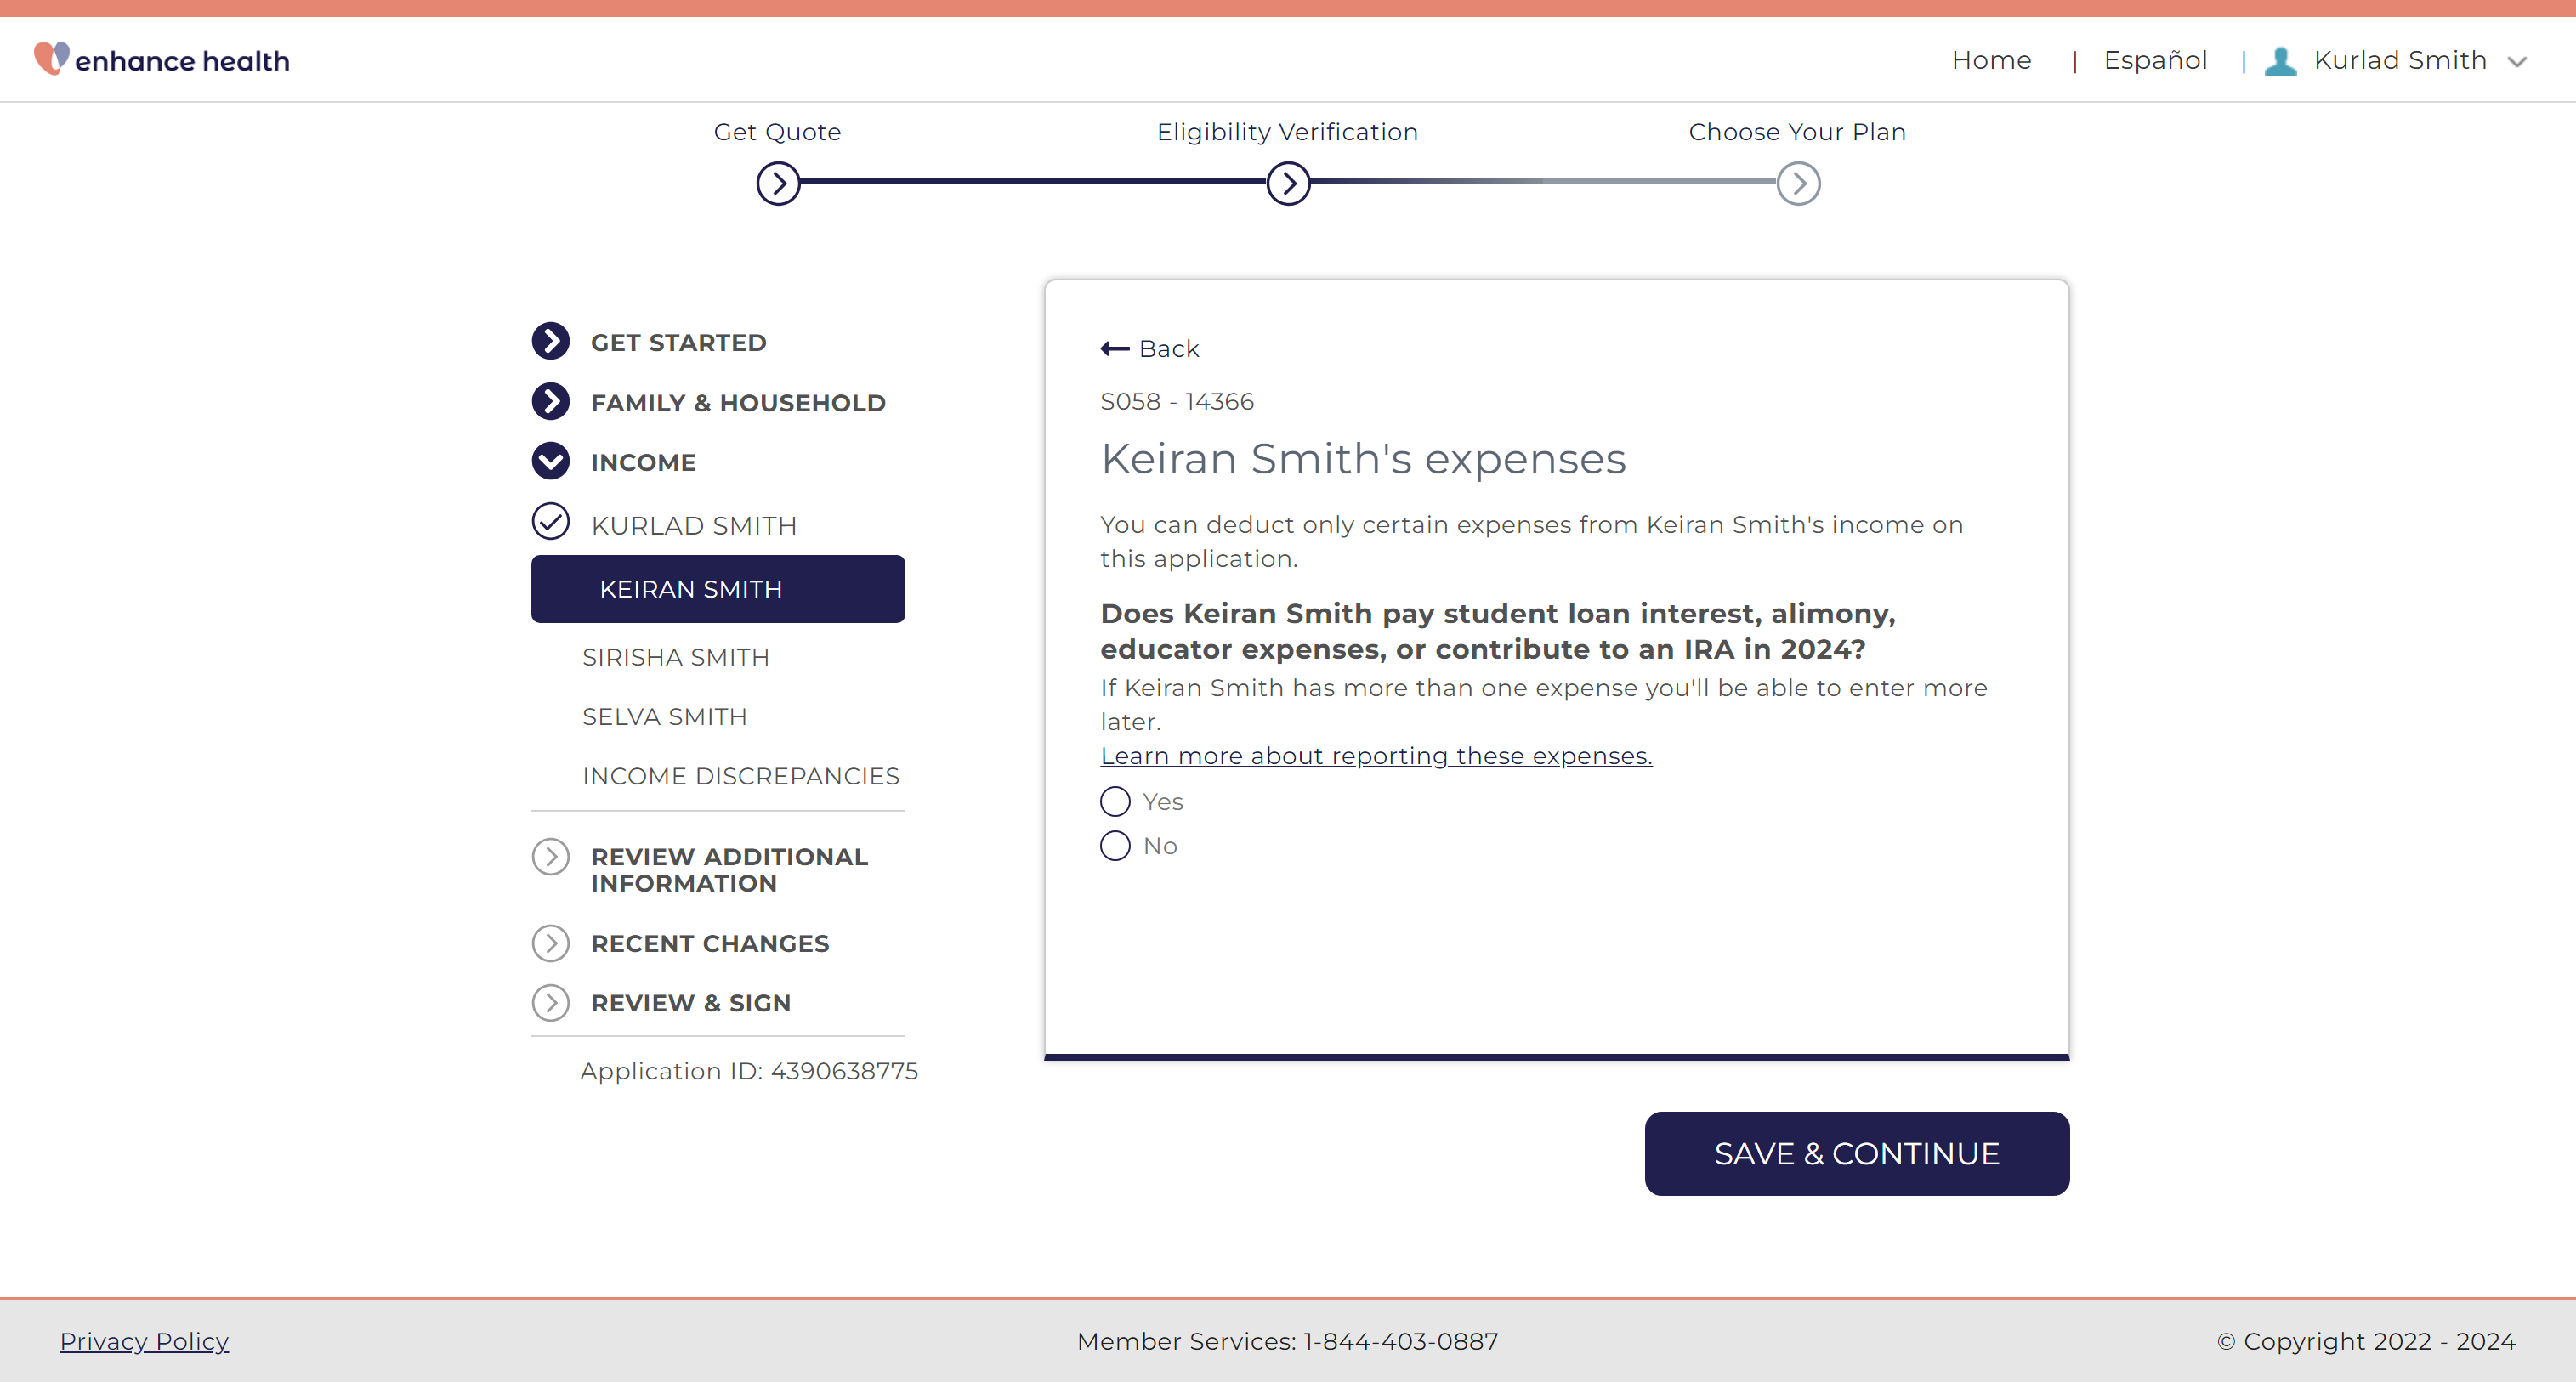 enhance health
Home | Español | Kurlad Smith
Get Quote
Eligibility Verification
Choose Your Plan
GET STARTED
FAMILY & HOUSEHOLD
INCOME
KURLAD SMITH
KEIRAN SMITH
SIRISHA SMITH
SELVA SMITH
INCOME DISCREPANCIES
REVIEW ADDITIONAL
INFORMATION
RECENT CHANGES
REVIEW & SIGN
Application ID: 4390638775
Back
S058 - 14366
Keiran Smith's expenses
You can deduct only certain expenses from Keiran Smith's income on
this application.
Does Keiran Smith pay student loan interest, alimony,
educator expenses, or contribute to an IRA in 2024?
If Keiran Smith has more than one expense you'll be able to enter more
later.
Learn more about reporting these expenses.
Yes
No
SAVE & CONTINUE
Privacy Policy
Member Services: 1-844-403-0887
© Copyright 2022 - 2024